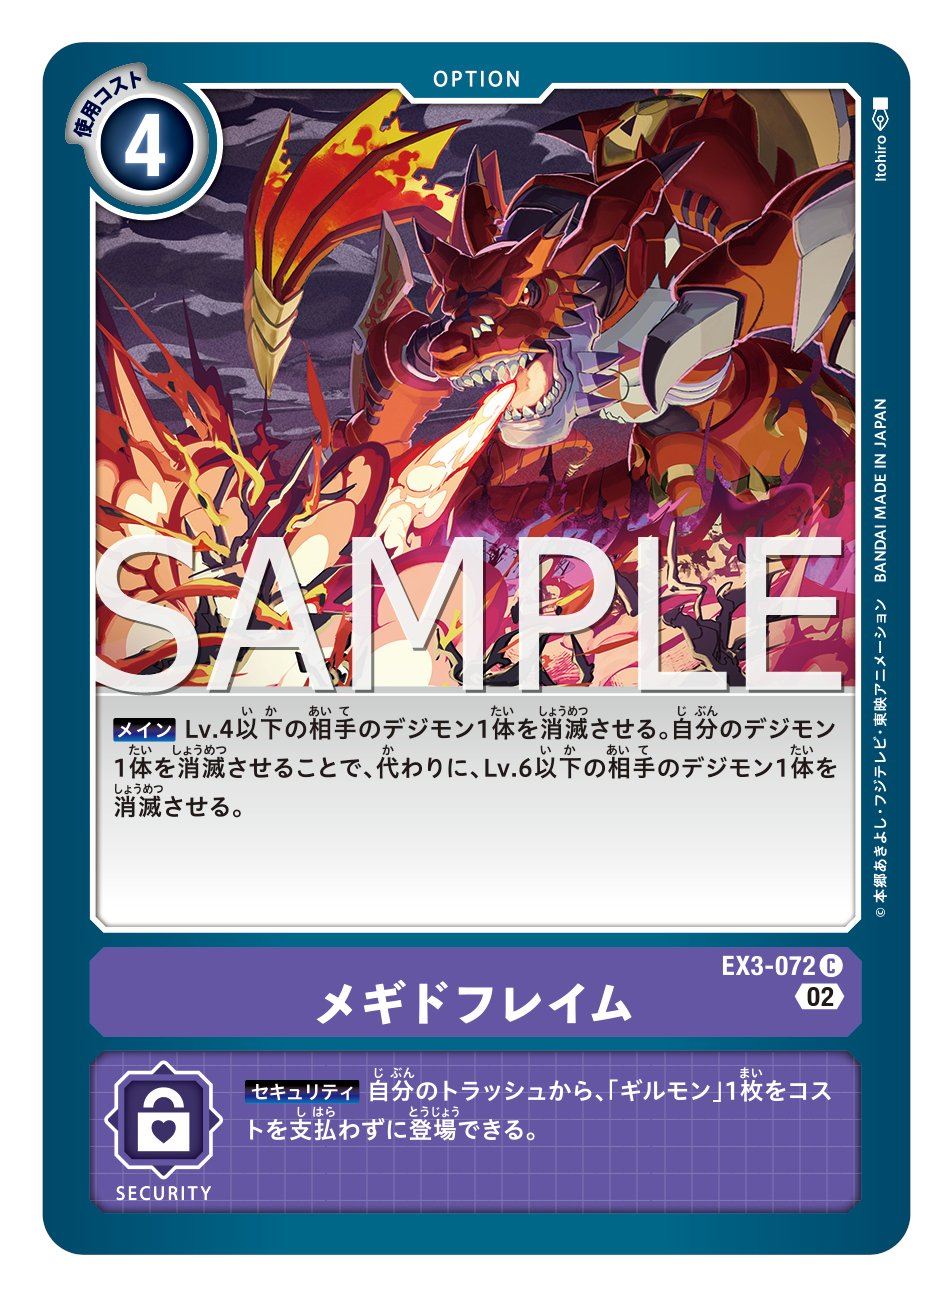 OPTION
使用コスト
4
Itohiro
SAMPLE
メイン Lv.4以下の相手のデジモン1体を消滅させる。自分のデジモン
1体を消滅させることで、代わりに、Lv.6以下の相手のデジモン1体を
消滅させる。
© 本郷あきよし・フジテレビ・東映アニメーション BANDAI MADE IN JAPAN
EX3-072 C
メギドフレイム
02
セキュリティ 自分のトラッシュから、「ギルモン」1枚をコス
トを支払わずに登場できる。
SECURITY